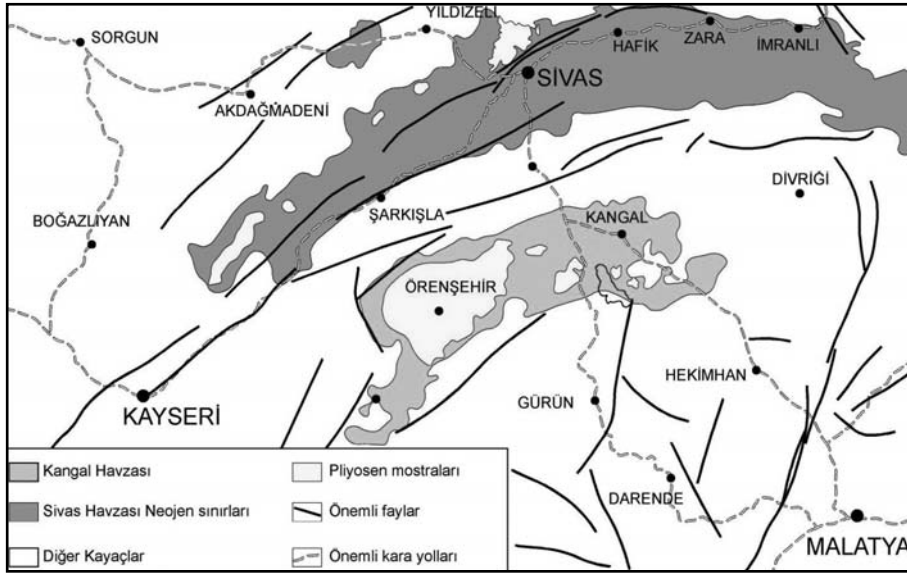 YILDIZELİ
SORGUN
HAFİK
ZARA
İMRANLI
SİVAS
AKDAĞMADENİ
DİVRİĞİ
BOĞAZLIYAN
ŞARKIŞLA
KANGAL
ÖRENŞEHİR
HEKİMHAN
KAYSERİ
GÜRÜN
DARENDE
MALATYA
Kangal Havzası
Pliyosen mostraları
Sivas Havzası Neojen sınırları
Önemli faylar
Diğer Kayaçlar
Önemli kara yolları